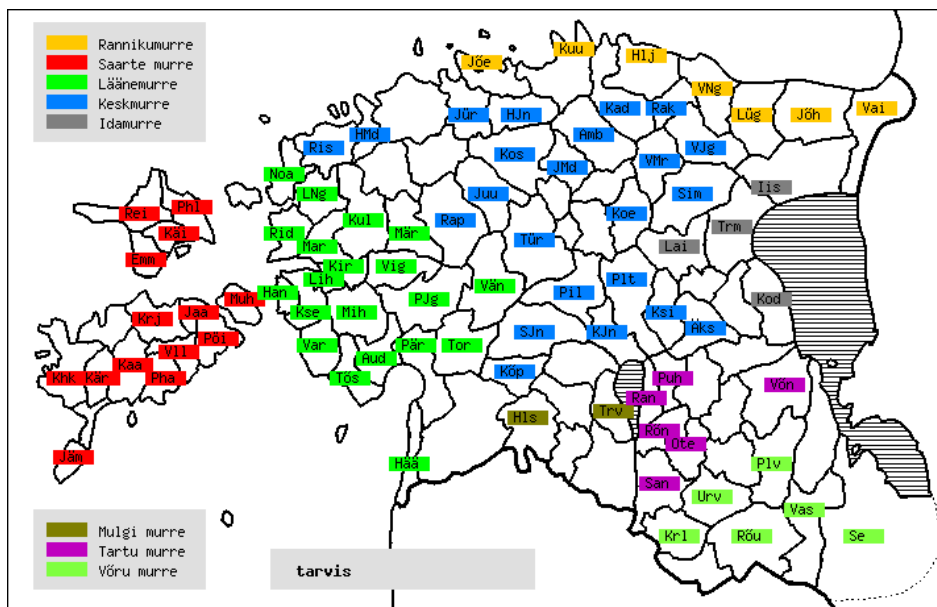 Rannikumurre
Saarte murre
Läänemurre
Keskmurre
Idamurre
Kuu
Hlj
Jõe
VNg
Lüg
Jõh
Vai
Jür
HJn
Kad
Rak
HMd
Ris
Amb
VJg
Kos
JMd
VMr
Noa
LNg
Juu
Sim
Iis
Rei
Phl
Käi
Emm
Kul
Rap
Koe
Rid
Mar
Mär
Tür
Lai
Trm
Kir
Vig
Lih
Plt
Han
Muh
Vän
Pil
Kod
Krj
Jaa
Kse
Mih
PJg
Ksi
Äks
Põi
Vll
SJn
KJn
Var
Aud
Pär
Tor
Khk
Kär
Kaa
Pha
Tõs
Köp
Puh
Võn
Ran
Hls
Trv
Rõn
Ote
Jäm
Hää
Plv
San
Urv
Vas
Krl
Rõu
Se
Mulgi murre
Tartu murre
Võru murre
tarvis